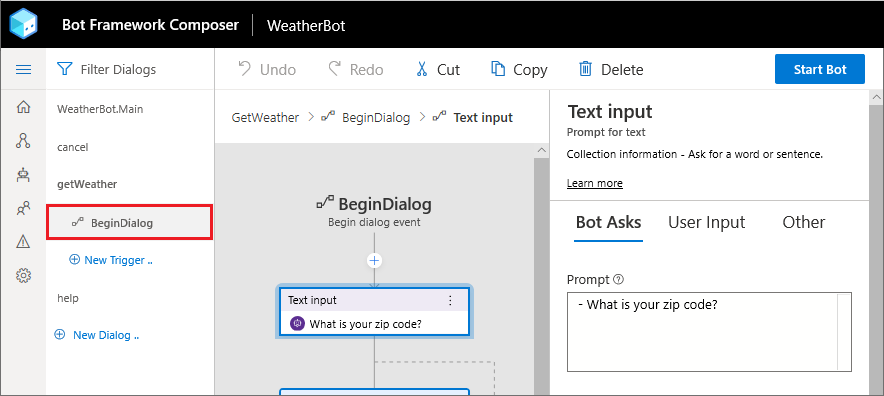 Bot Framework Composer
WeatherBot
Filter Dialogs
Undo
Redo
Cut
Copy
Delete
Start Bot
WeatherBot.Main
cancel
getWeather
BeginDialog
New Trigger ..
help
New Dialog ..
GetWeather > BeginDialog > Text input
BeginDialog
Begin dialog event
Text input
What is your zip code?
Text input
Prompt for text
Collection information - Ask for a word or sentence.
Learn more
Bot Asks
User Input
Other
Prompt
- What is your zip code?